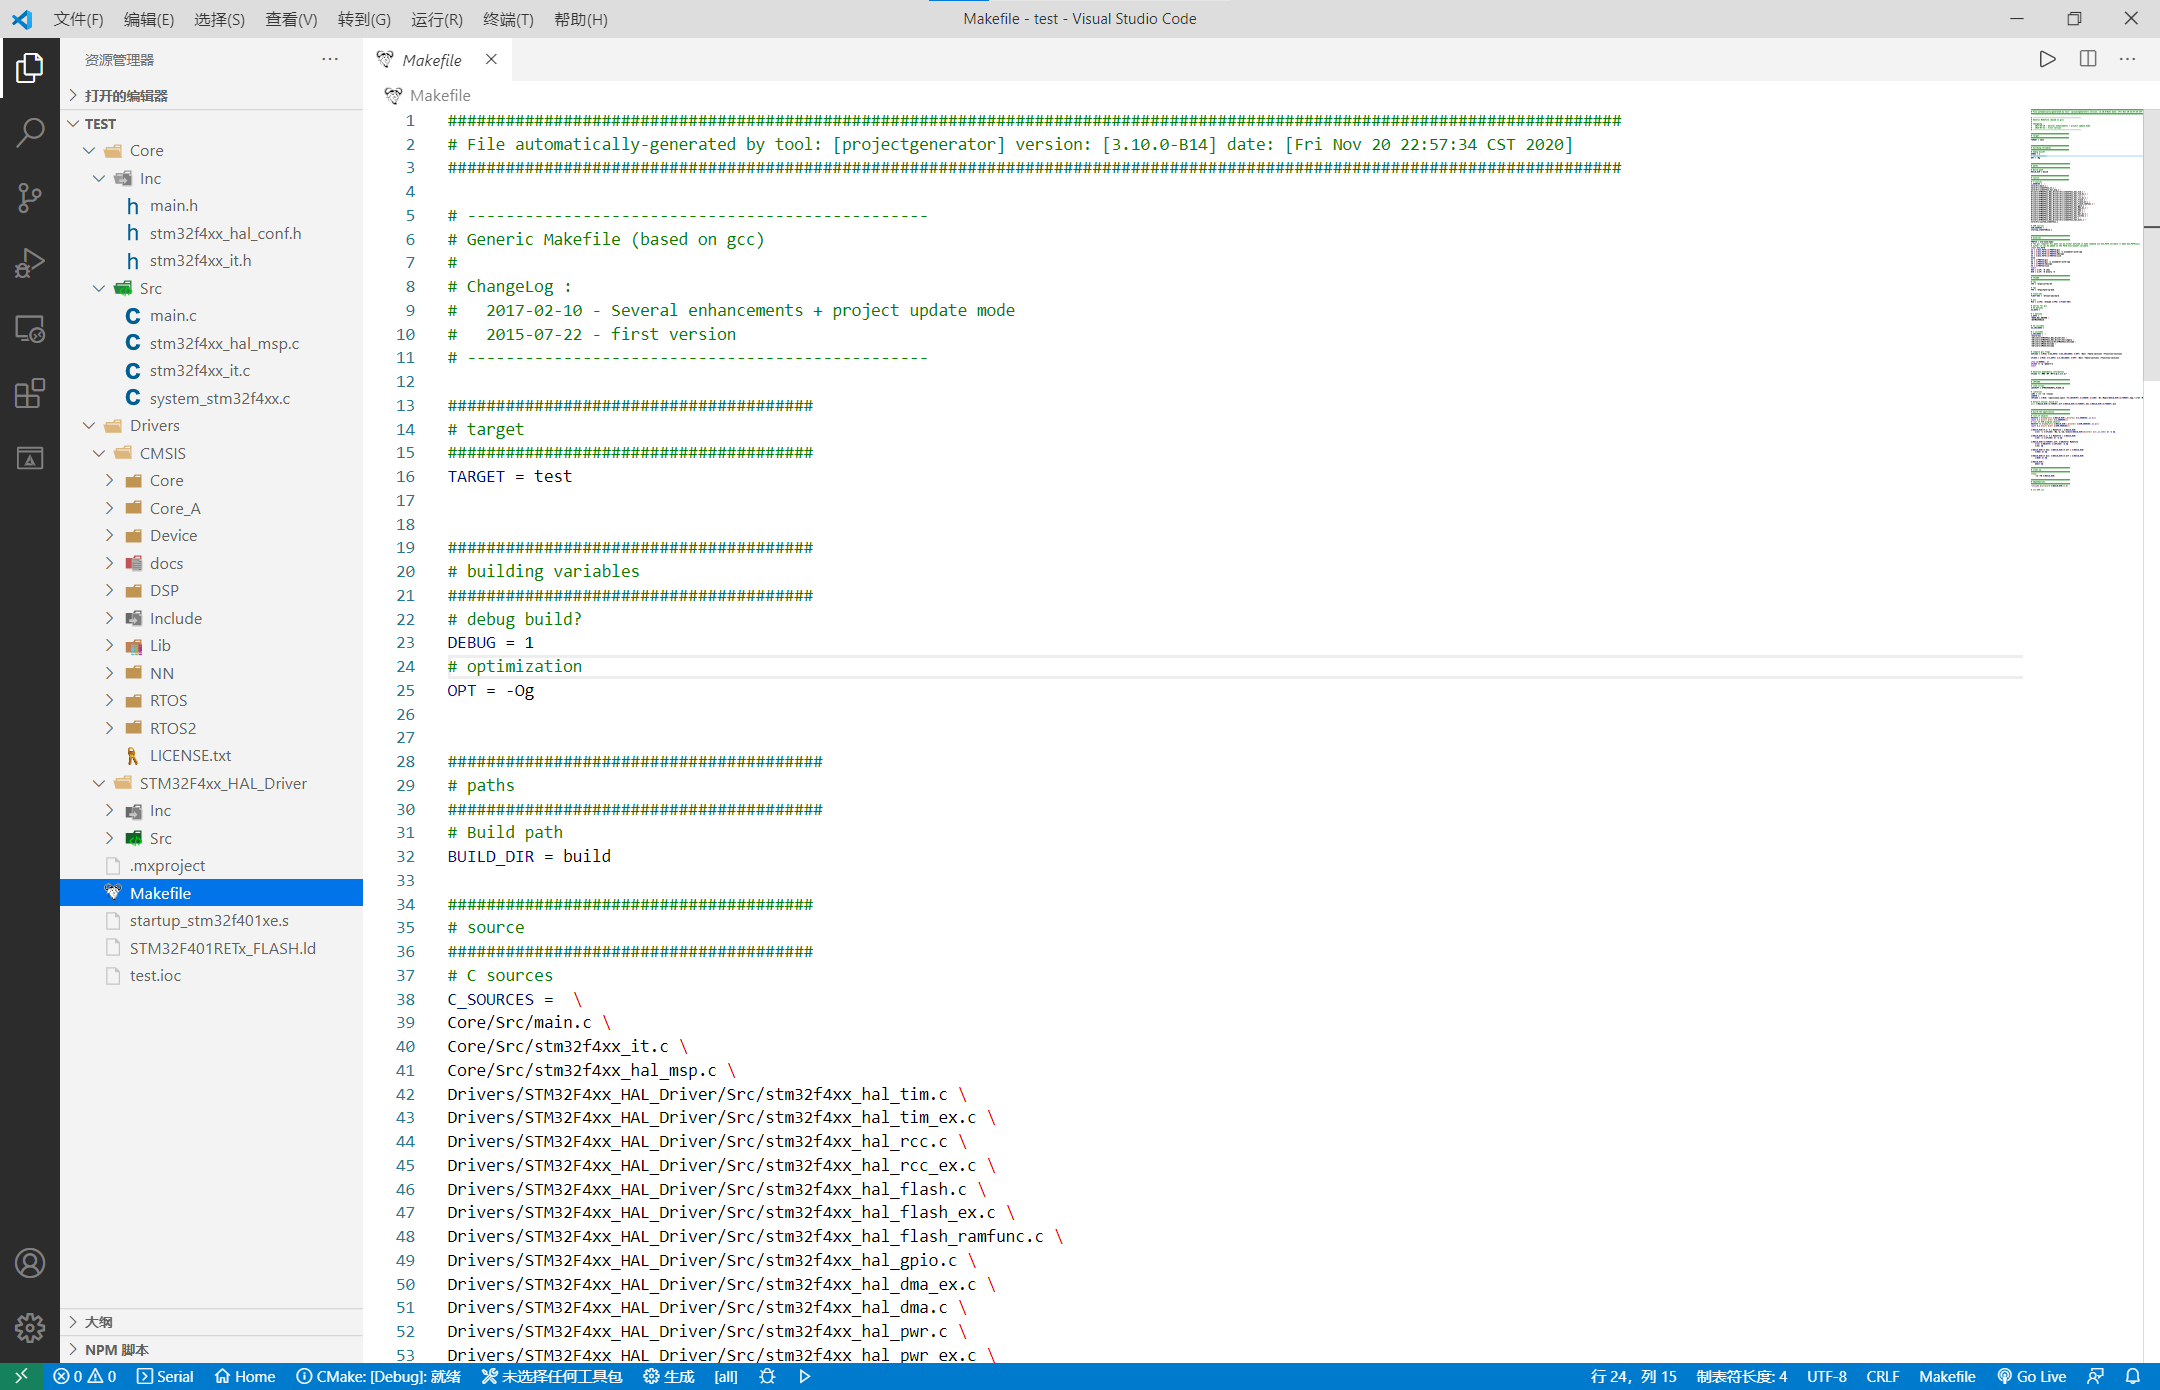 文件(F) 编辑(E) 选择(S) 查看(V) 转到(G) 运行(R) 终端(T) 帮助(H)
Makefile - test - Visual Studio Code
资源管理器
打开的编辑器
TEST
Core
Inc
main.h
stm32f4xx_hal_conf.h
stm32f4xx_it.h
Src
main.c
stm32f4xx_hal_msp.c
stm32f4xx_it.c
system_stm32f4xx.c
Drivers
CMSIS
Core
Core_A
Device
docs
DSP
Include
Lib
NN
RTOS
RTOS2
LICENSE.txt
STM32F4xx_HAL_Driver
Inc
Src
.mxproject
Makefile
startup_stm32f401xe.s
STM32F401RETx_FLASH.ld
test.ioc
大纲
NPM 脚本
Makefile
Makefile
1 ##########################################################################################################################
2 # File automatically-generated by tool: [projectgenerator] version: [3.10.0-B14] date: [Fri Nov 20 22:57:34 CST 2020]
3 ##########################################################################################################################
4
5 # ------------------------------------------------
6 # Generic Makefile (based on gcc)
7 #
8 # ChangeLog :
9 #   2017-02-10 - Several enhancements + project update mode
10 #   2015-07-22 - first version
11 # ------------------------------------------------
12
13 ######################################
14 # target
15 ######################################
16 TARGET = test
17
18
19 ######################################
20 # building variables
21 ######################################
22 # debug build?
23 DEBUG = 1
24 # optimization
25 OPT = -Og
26
27
28 #######################################
29 # paths
30 #######################################
31 # Build path
32 BUILD_DIR = build
33
34 ######################################
35 # source
36 ######################################
37 # C sources
38 C_SOURCES =  \
39 Core/Src/main.c \
40 Core/Src/stm32f4xx_it.c \
41 Core/Src/stm32f4xx_hal_msp.c \
42 Drivers/STM32F4xx_HAL_Driver/Src/stm32f4xx_hal_tim.c \
43 Drivers/STM32F4xx_HAL_Driver/Src/stm32f4xx_hal_tim_ex.c \
44 Drivers/STM32F4xx_HAL_Driver/Src/stm32f4xx_hal_rcc.c \
45 Drivers/STM32F4xx_HAL_Driver/Src/stm32f4xx_hal_rcc_ex.c \
46 Drivers/STM32F4xx_HAL_Driver/Src/stm32f4xx_hal_flash.c \
47 Drivers/STM32F4xx_HAL_Driver/Src/stm32f4xx_hal_flash_ex.c \
48 Drivers/STM32F4xx_HAL_Driver/Src/stm32f4xx_hal_flash_ramfunc.c \
49 Drivers/STM32F4xx_HAL_Driver/Src/stm32f4xx_hal_gpio.c \
50 Drivers/STM32F4xx_HAL_Driver/Src/stm32f4xx_hal_dma_ex.c \
51 Drivers/STM32F4xx_HAL_Driver/Src/stm32f4xx_hal_dma.c \
52 Drivers/STM32F4xx_HAL_Driver/Src/stm32f4xx_hal_pwr.c \
53 Drivers/STM32F4xx_HAL_Driver/Src/stm32f4xx_hal_pwr_ex.c \
0 0 Serial Home CMake: [Debug]: 就绪 未选择任何工具包 生成 [all] 行 24，列 15 制表符长度: 4 UTF-8 CRLF Makefile Go Live